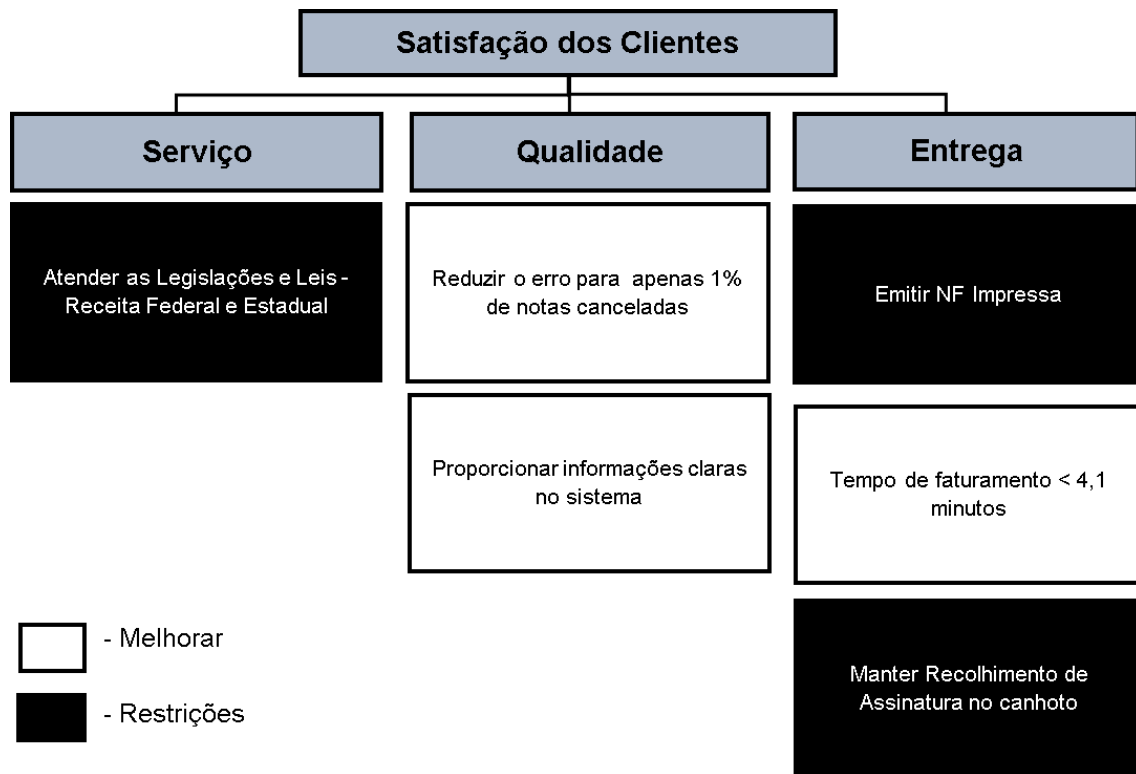 Satisfação dos Clientes
Serviço
Qualidade
Entrega
Atender as Legislações e Leis -
Receita Federal e Estadual
Reduzir o erro para apenas 1%
de notas canceladas
Emitir NF Impressa
Proporcionar informações claras
no sistema
Tempo de faturamento < 4,1
minutos
Manter Recolhimento de
Assinatura no canhoto
- Melhorar
- Restrições